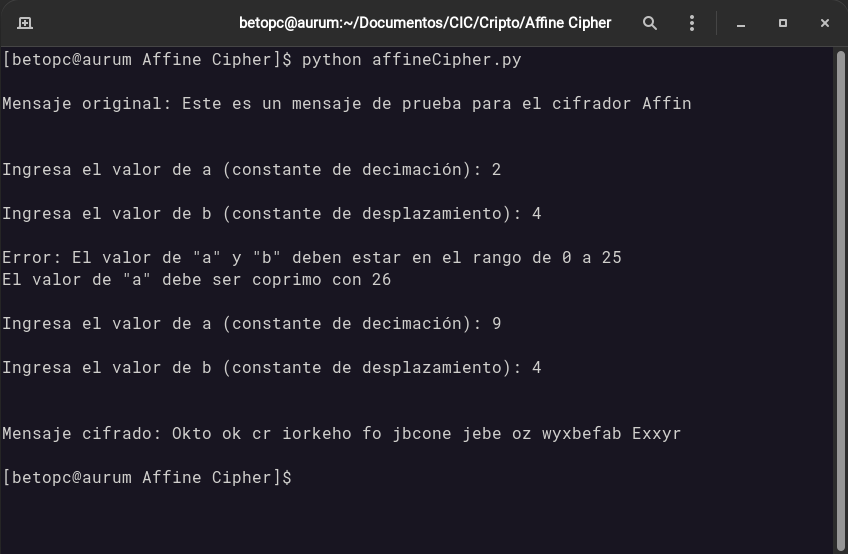 betopc@aurum:~/Documentos/CIC/Cripto/Affine Cipher
[betopc@aurum Affine Cipher]$ python affineCipher.py
Mensaje original: Este es un mensaje de prueba para el cifrador Affin
Ingresa el valor de a (constante de decimación): 2
Ingresa el valor de b (constante de desplazamiento): 4
Error: El valor de "a" y "b" deben estar en el rango de 0 a 25
El valor de "a" debe ser coprimo con 26
Ingresa el valor de a (constante de decimación): 9
Ingresa el valor de b (constante de desplazamiento): 4
Mensaje cifrado: Okto ok cr iorkeho fo jbcone jebe oz wyxbefab Exxyr
[betopc@aurum Affine Cipher]$